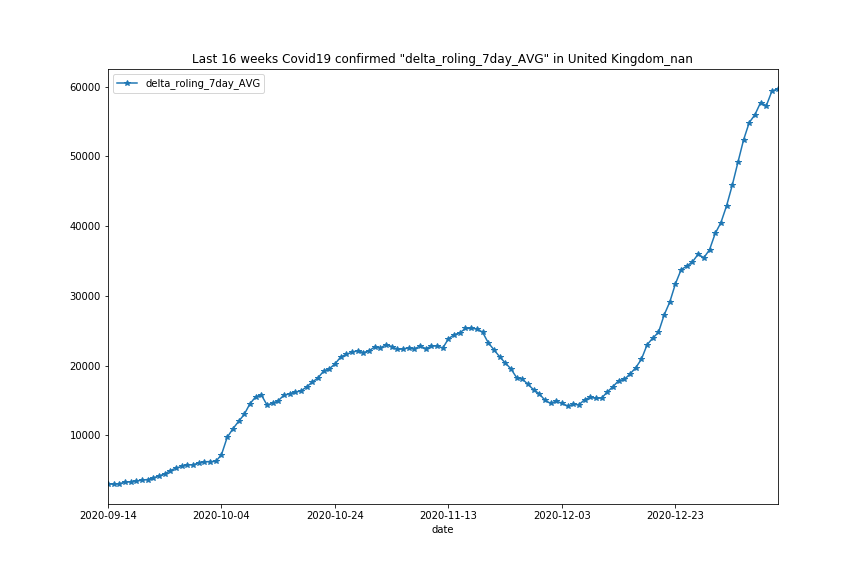 Last 16 weeks Covid19 confirmed "delta_roling_7day_AVG" in United Kingdom_nan
delta_roling_7day_AVG
60000
50000
40000
30000
20000
10000
2020-09-14 2020-10-04 2020-10-24 2020-11-13 2020-12-03 2020-12-23
date